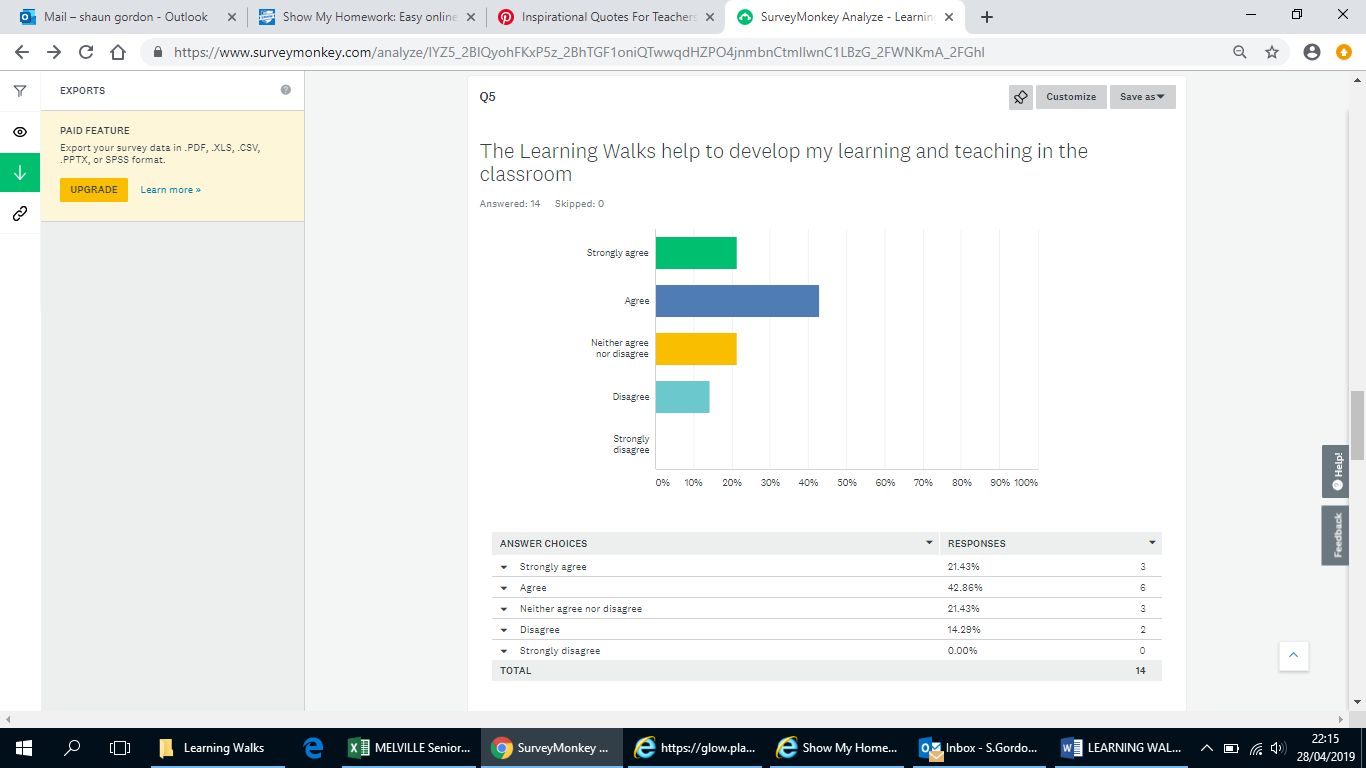 Mail – shaun gordon - Outlook
Show My Homework: Easy online
Inspirational Quotes For Teachers
SurveyMonkey Analyze - Learnin
https://www.surveymonkey.com/analyze/IYZ5_2BIQyohFKxP5z_2BhTGF1oniQTwwqdHZPO4jnmbnCtmIlwnC1LBzG_2FWNKmA_2FGhI
EXPORTS
PAID FEATURE
Export your survey data in .PDF, .XLS, .CSV,
.PPTX, or SPSS format.
UPGRADE
Learn more »
Q5
Customize
Save as
The Learning Walks help to develop my learning and teaching in the
classroom
Answered: 14 Skipped: 0
Strongly agree
Agree
Neither agree
nor disagree
Disagree
Strongly
disagree
0% 10% 20% 30% 40% 50% 60% 70% 80% 90% 100%
ANSWER CHOICES RESPONSES
Strongly agree 21.43% 3
Agree 42.86% 6
Neither agree nor disagree 21.43% 3
Disagree 14.29% 2
Strongly disagree 0.00% 0
TOTAL 14
Help!
Feedback
Learning Walks
MELVILLE Senior...
SurveyMonkey ...
https://glow.pla...
Show My Home...
Inbox - S.Gordo...
LEARNING WAL...
22:15
28/04/2019